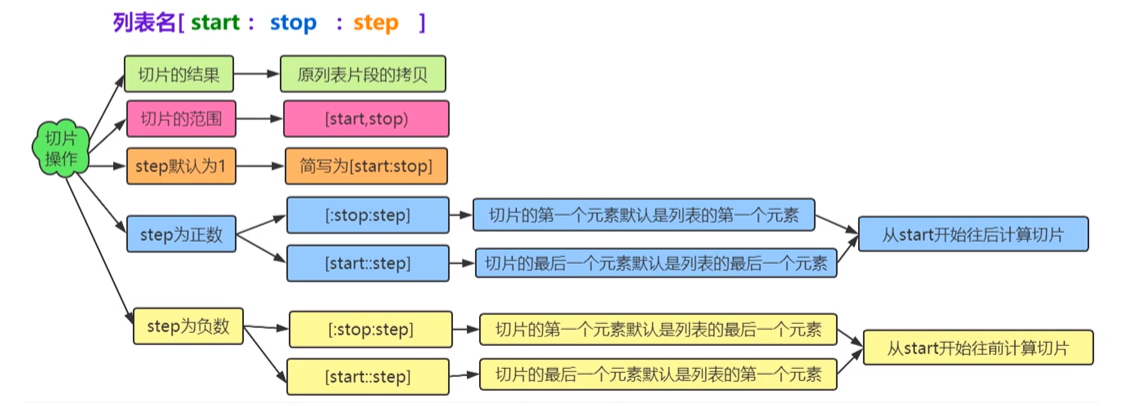 列表名[ start : stop : step ]
切片的结果
原列表片段的拷贝
切片的范围
[start,stop)
切片
操作
step默认为1
简写为[start:stop]
step为正数
[:stop:step]
切片的第一个元素默认是列表的第一个元素
[start::step]
切片的最后一个元素默认是列表的最后一个元素
从start开始往后计算切片
step为负数
[:stop:step]
切片的第一个元素默认是列表的最后一个元素
[start::step]
切片的最后一个元素默认是列表的第一个元素
从start开始往前计算切片